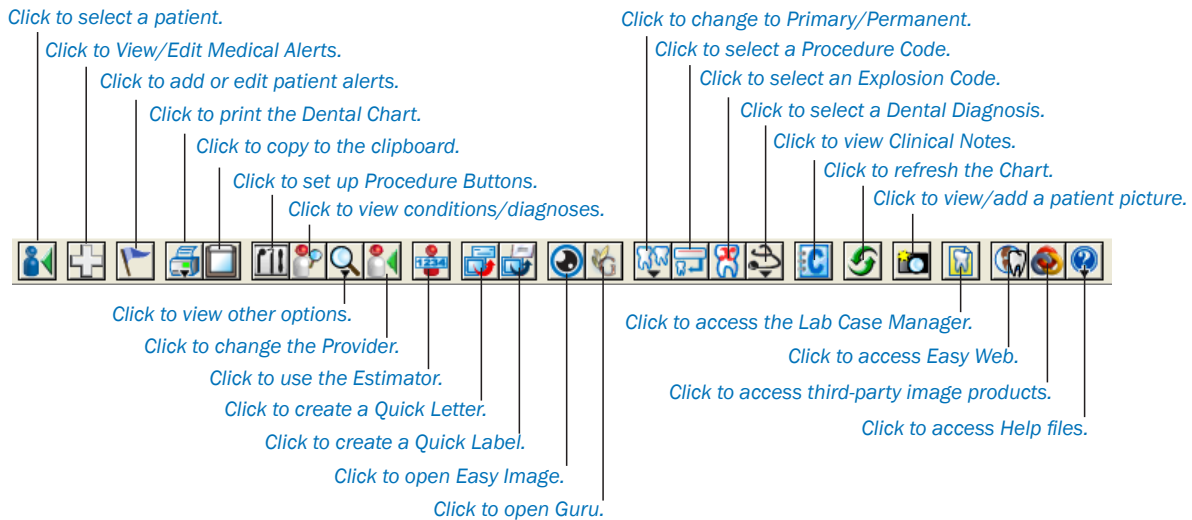 Click to select a patient.
Click to View/Edit Medical Alerts.
Click to add or edit patient alerts.
Click to print the Dental Chart.
Click to copy to the clipboard.
Click to set up Procedure Buttons.
Click to view conditions/diagnoses.
Click to change to Primary/Permanent.
Click to select a Procedure Code.
Click to select an Explosion Code.
Click to select a Dental Diagnosis.
Click to view Clinical Notes.
Click to refresh the Chart.
Click to view/add a patient picture.
1234
G
C
?
Click to view other options.
Click to change the Provider.
Click to use the Estimator.
Click to create a Quick Letter.
Click to create a Quick Label.
Click to open Easy Image.
Click to open Guru.
Click to access the Lab Case Manager.
Click to access Easy Web.
Click to access third-party image products.
Click to access Help files.